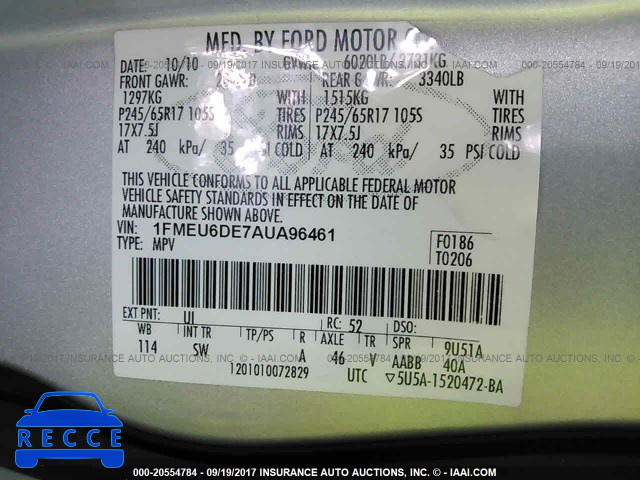 MFD. BY FORD MOTOR
DATE: 10/10 6020LB
FRONT GAWR: REAR 3340LB
1297KG WITH 1515KG WITH
P245/65R17 105S TIRES P245/65R17 105S TIRES
17X7.5J RIMS 17X7.5J RIMS
AT 240 kPa/ 35 PSI COLD AT 240 kPa/ 35 PSI COLD
THIS VEHICLE CONFORMS TO ALL APPLICABLE FEDERAL MOTOR
VEHICLE SAFETY STANDARDS IN EFFECT ON THE DATE OF
MANUFACTURE SHOWN ABOVE.
VIN: 1FMEU6DE7AUA96461 F0186
TYPE: MPV T0206
EXT PNT: UI RC: 52 DSO:
WB INT TR TP/PS R AXLE TR SPR 9U5TA
114 SW A 46 V AABB 40A
1201010072829 UTC ▽5U5A-1520472-BA
RECCE
000-20554784 - 09/19/2017 INSURANCE AUTO AUCTIONS - © - IAAI.COM